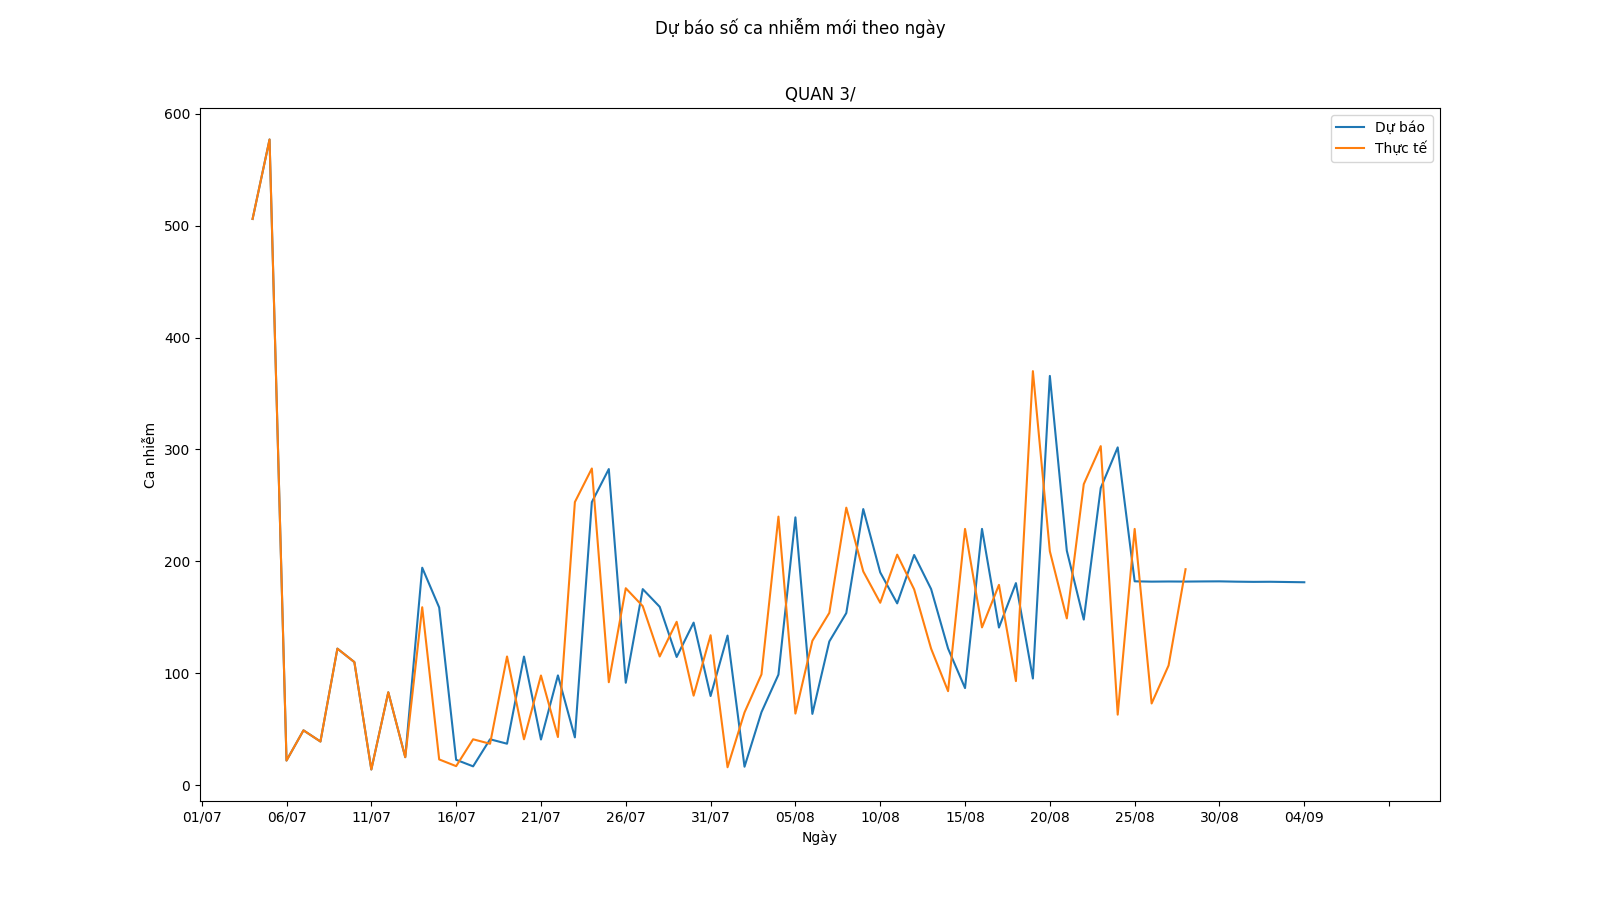 Dự báo số ca nhiễm mới theo ngày
QUAN 3/
Dự báo
Thực tế
600
500
400
300
200
100
0
Ca nhiễm
01/07 06/07 11/07 16/07 21/07 26/07 31/07 05/08 10/08 15/08 20/08 25/08 30/08 04/09
Ngày